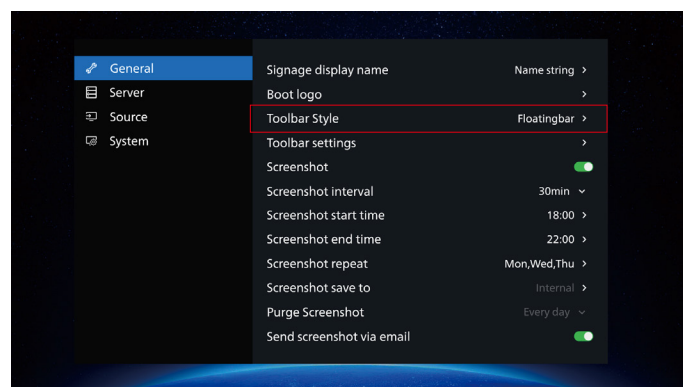 General
Server
Source
System
Signage display name Name string >
Boot logo >
Toolbar Style Floatingbar >
Toolbar settings >
Screenshot
Screenshot interval 30min
Screenshot start time 18:00 >
Screenshot end time 22:00 >
Screenshot repeat Mon,Wed,Thu >
Screenshot save to Internal >
Purge Screenshot Every day
Send screenshot via email